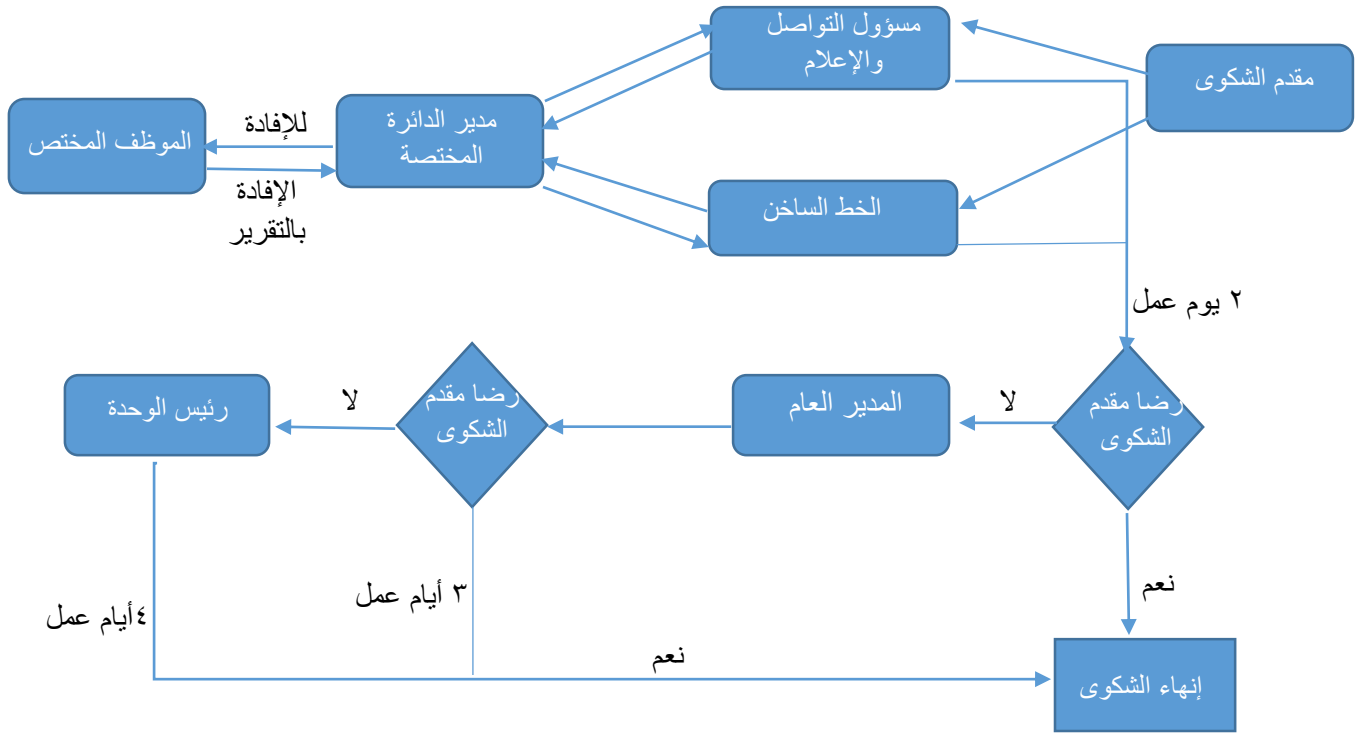 مسؤول التواصل
والإعلام
مقدم الشكوى
مدير الدائرة
المختصة
للإفادة
الموظف المختص
الإفادة
بالتقرير
الخط الساخن
٢ يوم عمل
رضا مقدم
الشكوى
لا
المدير العام
رضا مقدم
الشكوى
لا
رئيس الوحدة
نعم
٣ أيام عمل
٤أيام عمل
نعم
إنهاء الشكوى